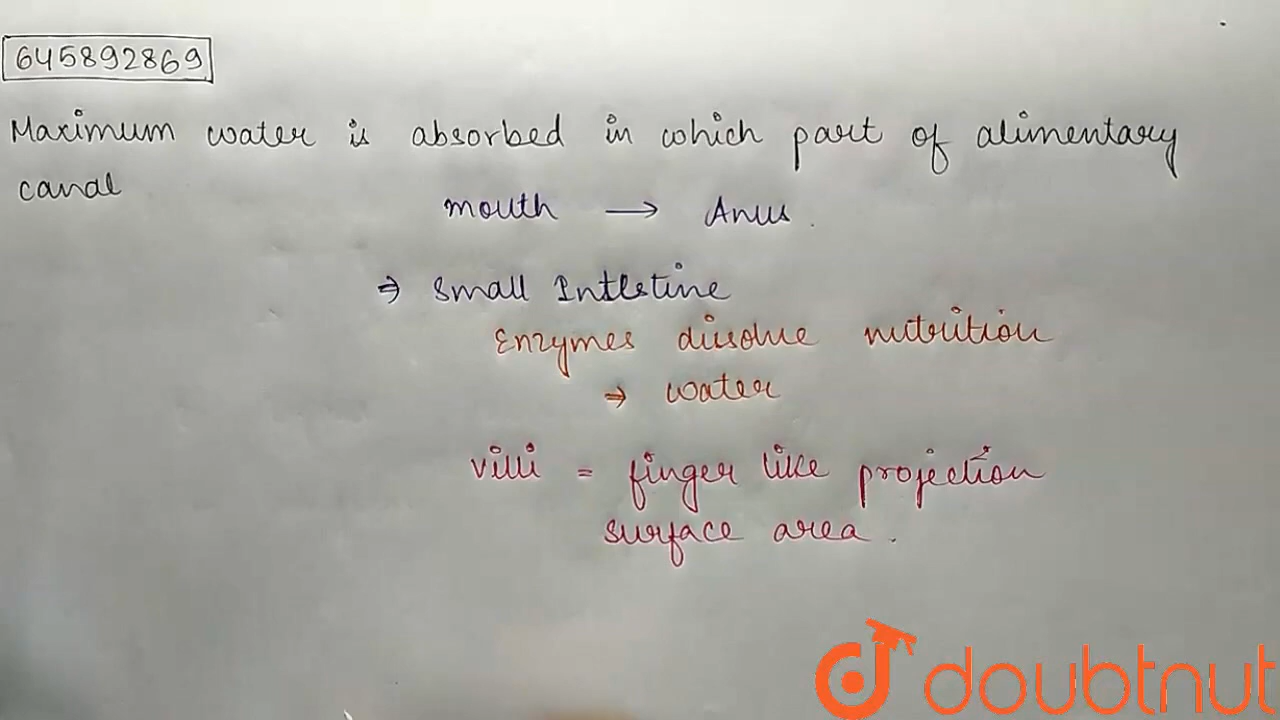 645892869
Maximum water is absorbed in which part of alimentary
canal
mouth → Anus.
⇒ Small Intestine
Enzymes dissolve nutrition
⇒ water
villi = finger like projection
surface area.
doubtnut